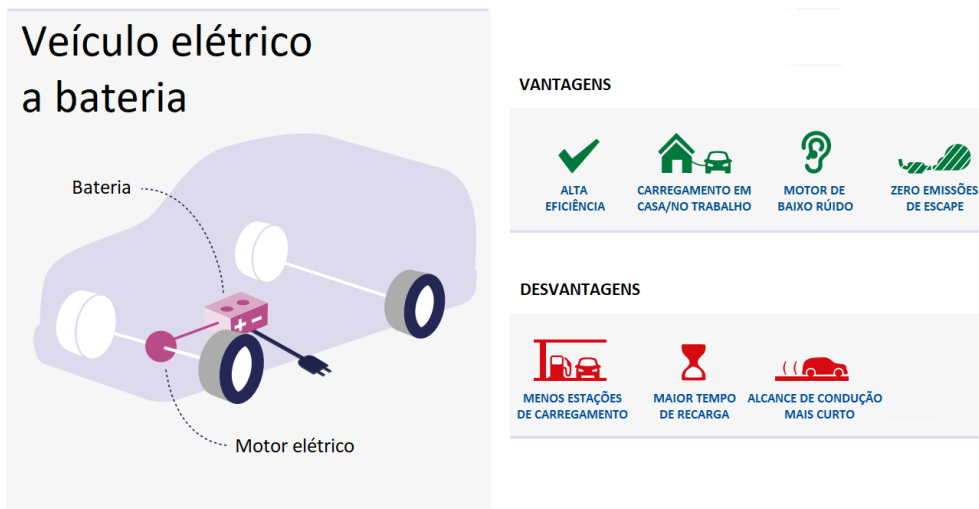 Veículo elétrico
a bateria
Bateria
Motor elétrico
VANTAGENS
ALTA
EFICIÊNCIA
CARREGAMENTO EM
CASA/NO TRABALHO
MOTOR DE
BAIXO RÚIDO
ZERO EMISSÕES
DE ESCAPE
DESVANTAGENS
MENOS ESTAÇÕES
DE CARREGAMENTO
MAIOR TEMPO
DE RECARGA
ALCANCE DE CONDUÇÃO
MAIS CURTO